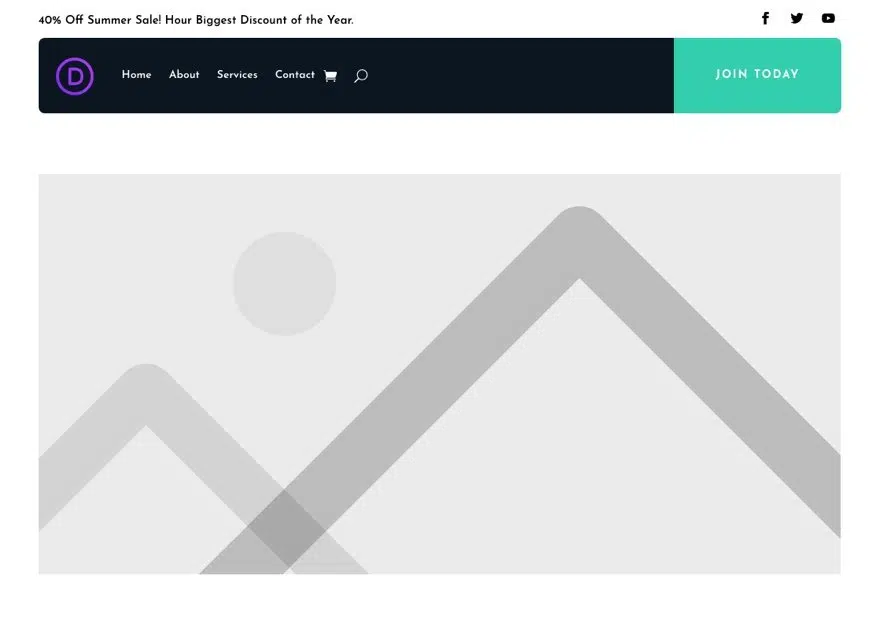 40% Off Summer Sale! Hour Biggest Discount of the Year.
D
Home About Services Contact
JOIN TODAY